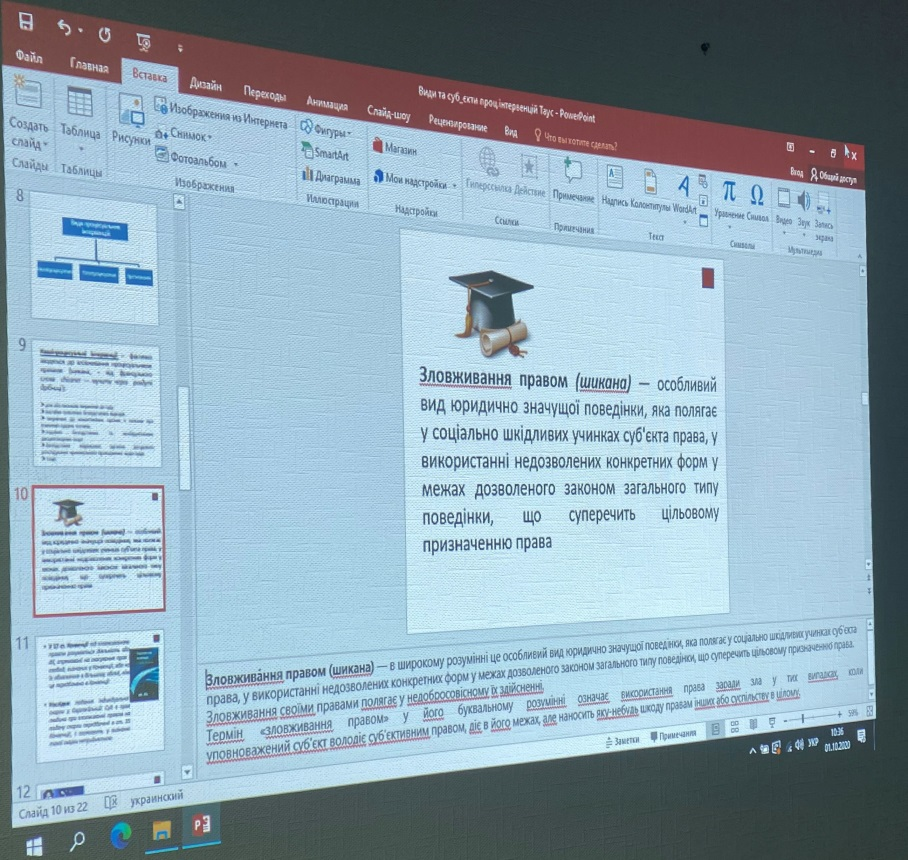 Види та суб_єкти проц інтервенцій Таус - PowerPoint
Файл
Главная
Вставка
Дизайн
Переходы
Анимация
Слайд-шоу
Рецензирование
Вид
Что вы хотите сделать?
Вход
Общий доступ
Создать
слайд
Слайды
Таблица
Таблицы
Рисунки
Изображения из Интернета
Снимок
Фотоальбом
Изображения
Фигуры
SmartArt
Диаграмма
Иллюстрации
Магазин
Мои надстройки
Надстройки
Гиперссылка
Действие
Ссылки
Примечание
Примечания
Надпись
Колонтитулы
WordArt
Текст
π
Уравнение
Ω
Символ
Символы
Видео
Звук
Запись
экрана
Мультимедиа
8
9
10
11
12
Зловживання правом (шикана) — особливий
вид юридично значущої поведінки, яка полягає
у соціально шкідливих учинках суб'єкта права, у
використанні недозволених конкретних форм у
межах дозволеного законом загального типу
поведінки, що суперечить цільовому
призначенню права
Зловживання правом (шикана) — в широкому розумінні це особливий вид юридично значущої поведінки, яка полягає у соціально шкідливих учинках суб'єкта
права, у використанні недозволених конкретних форм у межах дозволеного законом загального типу поведінки, що суперечить цільовому призначенню права.
Зловживання своїми правами полягає у недобросовісному їх здійсненні.
Термін «зловживання правом» у його буквальному розумінні означає використання права заради зла у тих випадках, коли
уповноважений суб'єкт володіє суб'єктивним правом, діє в його межах, але наносить яку-небудь шкоду правам інших або суспільству в цілому.
Слайд 10 из 22
украинский
Заметки
Примечания
59%
УКР
10:36
01.10.2020